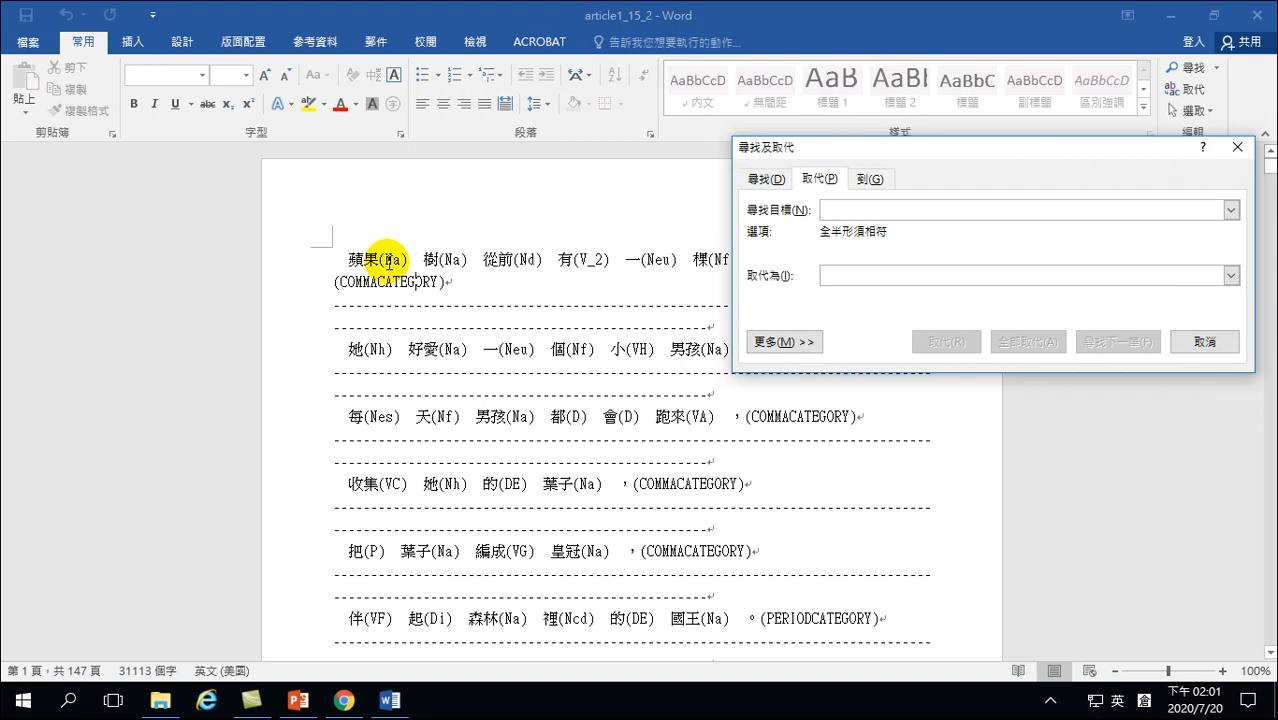 article1_15_2 - Word
檔案 常用 插入 設計 版面配置 參考資料 郵件 校閱 檢視 ACROBAT 告訴我您想要執行的動作... 登入 共用
剪下
複製
複製格式
貼上
剪貼簿 字型 段落 樣式 編輯
AaBbCcD AaBbCcD AaB AaBb AaBbC AaBbCcD AaBbCcD
內文 無間距 標題 1 標題 2 標題 副標題 區別強調
尋找
取代
選取
尋找及取代
尋找(D) 取代(P) 到(G)
尋找目標(N):
選項: 全半形須相符
取代為(I):
更多(M) >> 取代(R) 全部取代(A) 尋找下一筆(F) 取消
蘋果(Na) 樹(Na) 從前(Nd) 有(V_2) 一(Neu) 棵(Nf
(COMMACATEGORY)
她(Nh) 好愛(Na) 一(Neu) 個(Nf) 小(VH) 男孩(Na)
每(Nes) 天(Nf) 男孩(Na) 都(D) 會(D) 跑來(VA) ，(COMMACATEGORY)
收集(VC) 她(Nh) 的(DE) 葉子(Na) ，(COMMACATEGORY)
把(P) 葉子(Na) 編成(VG) 皇冠(Na) ，(COMMACATEGORY)
伴(VF) 起(Di) 森林(Na) 裡(Ncd) 的(DE) 國王(Na) 。(PERIODCATEGORY)
第 1 頁，共 147 頁 31113 個字 英文 (美國) 100%
英 下午 02:01
2020/7/20